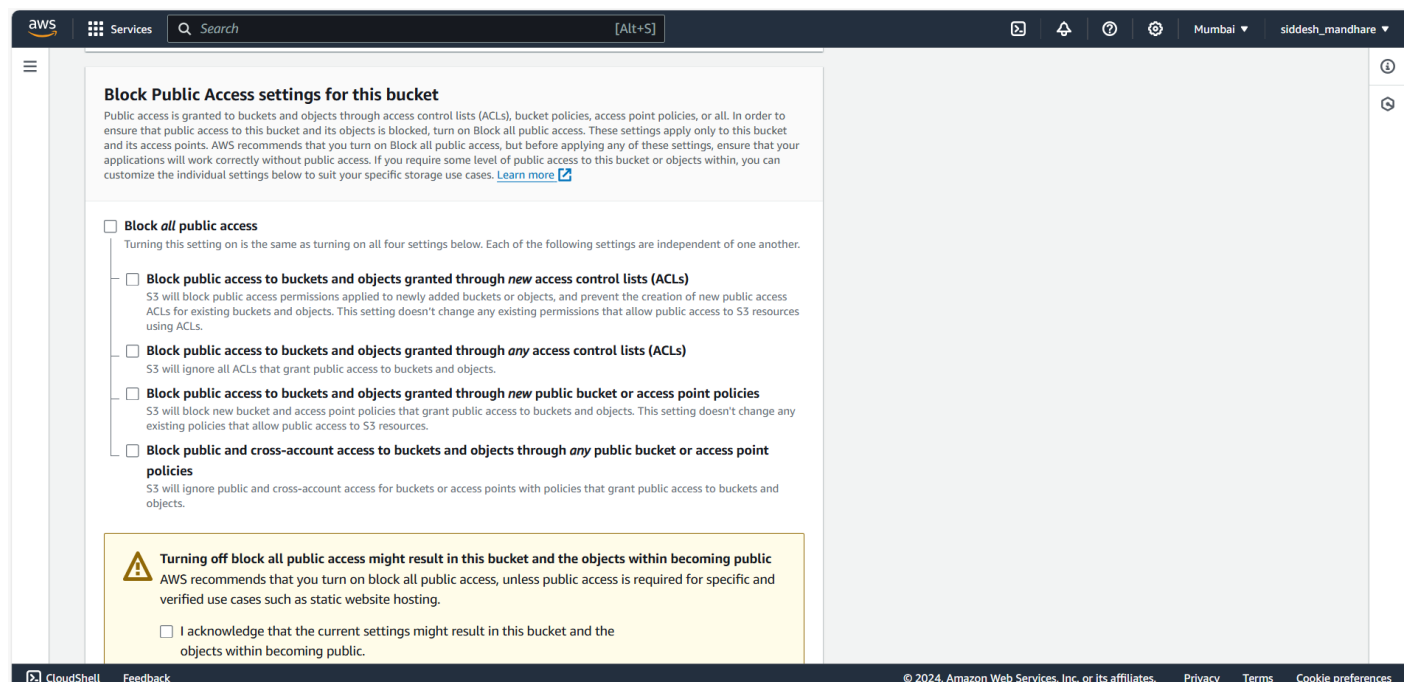 aws
Services
Search
[Alt+S]
Mumbai
siddesh_mandhare
Block Public Access settings for this bucket
Public access is granted to buckets and objects through access control lists (ACLs), bucket policies, access point policies, or all. In order to
ensure that public access to this bucket and its objects is blocked, turn on Block all public access. These settings apply only to this bucket
and its access points. AWS recommends that you turn on Block all public access, but before applying any of these settings, ensure that your
applications will work correctly without public access. If you require some level of public access to this bucket or objects within, you can
customize the individual settings below to suit your specific storage use cases. Learn more
Block all public access
Turning this setting on is the same as turning on all four settings below. Each of the following settings are independent of one another.
Block public access to buckets and objects granted through new access control lists (ACLs)
S3 will block public access permissions applied to newly added buckets or objects, and prevent the creation of new public access
ACLs for existing buckets and objects. This setting doesn't change any existing permissions that allow public access to S3 resources
using ACLs.
Block public access to buckets and objects granted through any access control lists (ACLs)
S3 will ignore all ACLs that grant public access to buckets and objects.
Block public access to buckets and objects granted through new public bucket or access point policies
S3 will block new bucket and access point policies that grant public access to buckets and objects. This setting doesn't change any
existing policies that allow public access to S3 resources.
Block public and cross-account access to buckets and objects through any public bucket or access point
policies
S3 will ignore public and cross-account access for buckets or access points with policies that grant public access to buckets and
objects.
Turning off block all public access might result in this bucket and the objects within becoming public
AWS recommends that you turn on block all public access, unless public access is required for specific and
verified use cases such as static website hosting.
I acknowledge that the current settings might result in this bucket and the
objects within becoming public.
CloudShell
Feedback
© 2024, Amazon Web Services, Inc. or its affiliates.
Privacy
Terms
Cookie preferences